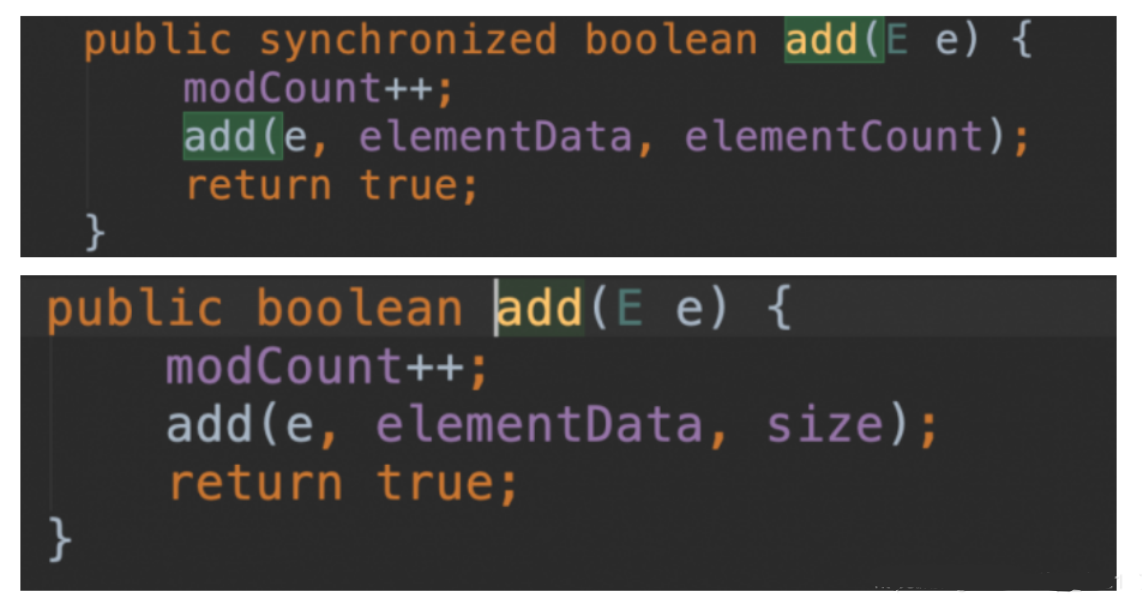 public synchronized boolean add(E e) {
modCount++;
add(e, elementData, elementCount);
return true;
}
public boolean add(E e) {
modCount++;
add(e, elementData, size);
return true;
}